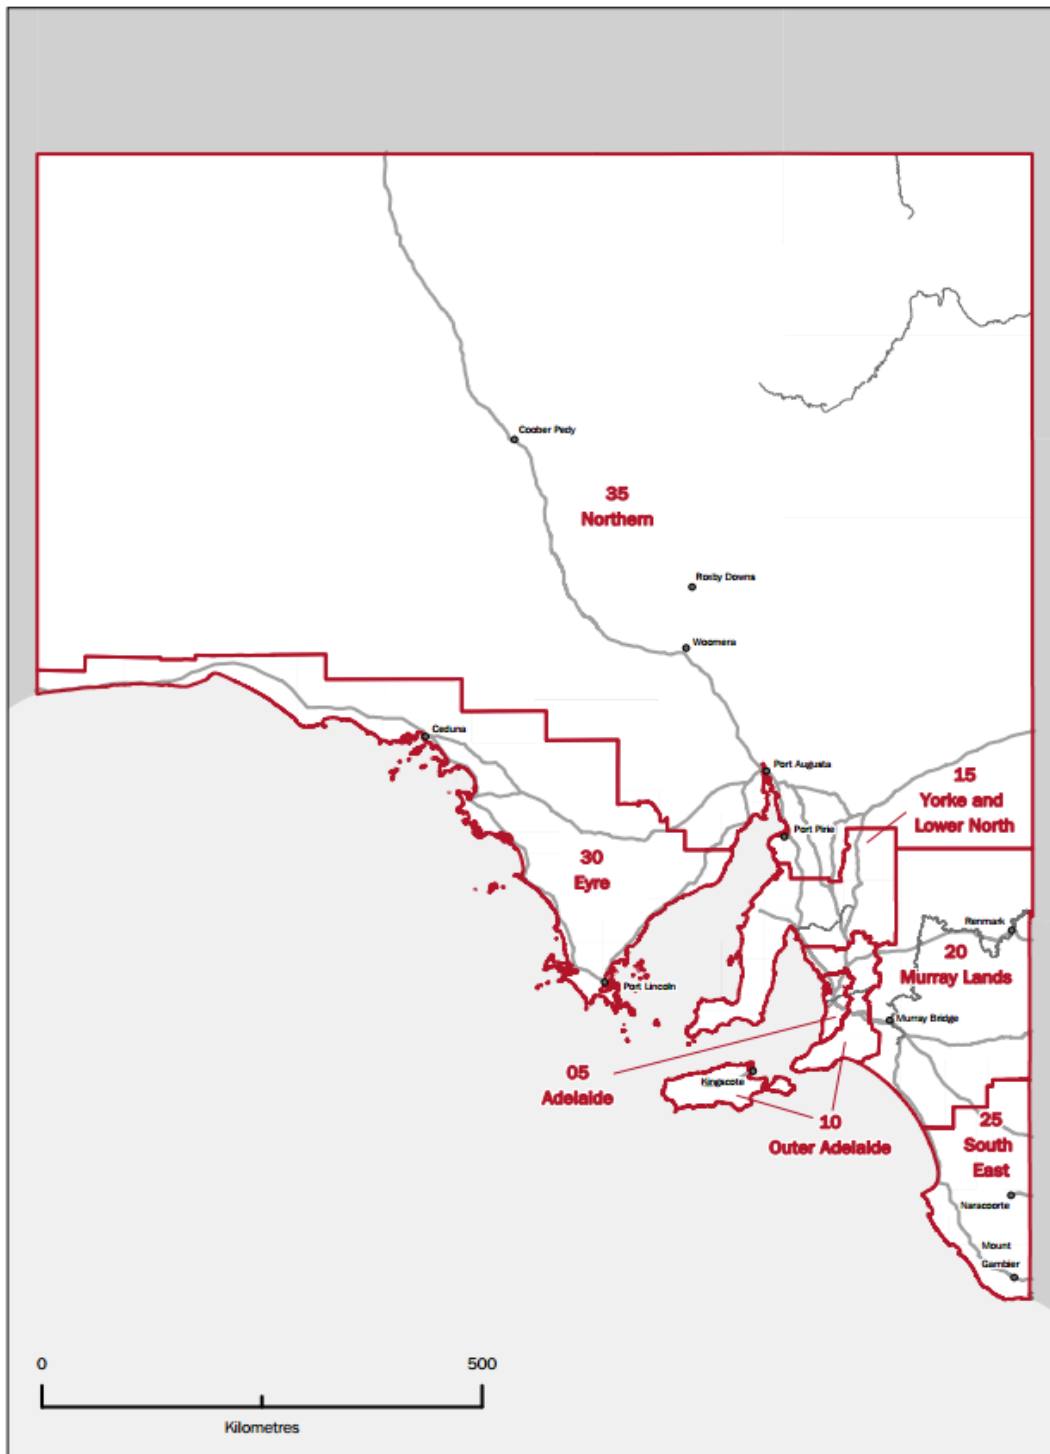 Coober Pedy
35
Northern
Roxby Downs
Woomera
Ceduna
Port Augusta
15
Yorke and
Lower North
Port Pirie
30
Eyre
Renmark
20
Murray Lands
Port Lincoln
Murray Bridge
05
Adelaide
Kingscote
10
Outer Adelaide
25
South
East
Naracoorte
Mount
Gambier
0
500
Kilometres